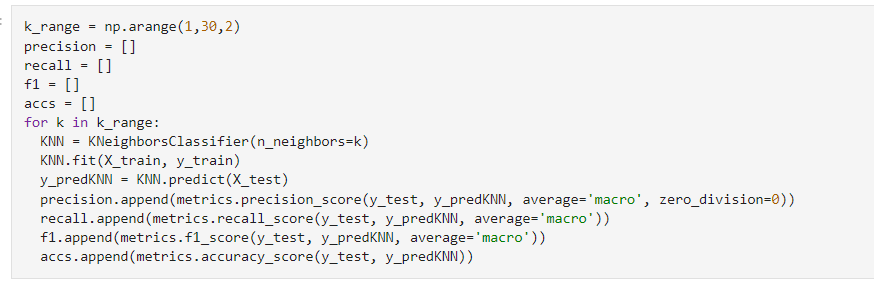 k_range = np.arange(1,30,2)
precision = []
recall = []
f1 = []
accs = []
for k in k_range:
  KNN = KNeighborsClassifier(n_neighbors=k)
  KNN.fit(X_train, y_train)
  y_predKNN = KNN.predict(X_test)
  precision.append(metrics.precision_score(y_test, y_predKNN, average='macro', zero_division=0))
  recall.append(metrics.recall_score(y_test, y_predKNN, average='macro'))
  f1.append(metrics.f1_score(y_test, y_predKNN, average='macro'))
  accs.append(metrics.accuracy_score(y_test, y_predKNN))